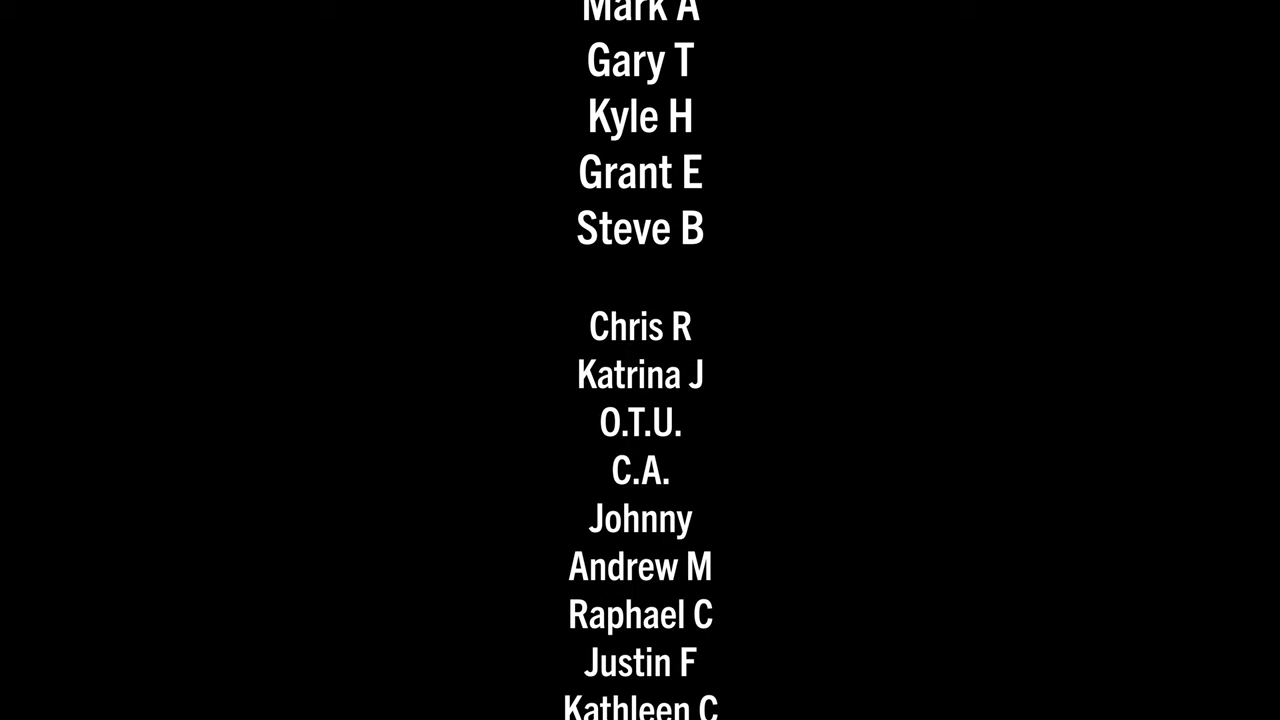 Mark A
Gary T
Kyle H
Grant E
Steve B
Chris R
Katrina J
O.T.U.
C.A.
Johnny
Andrew M
Raphael C
Justin F
Kathleen C